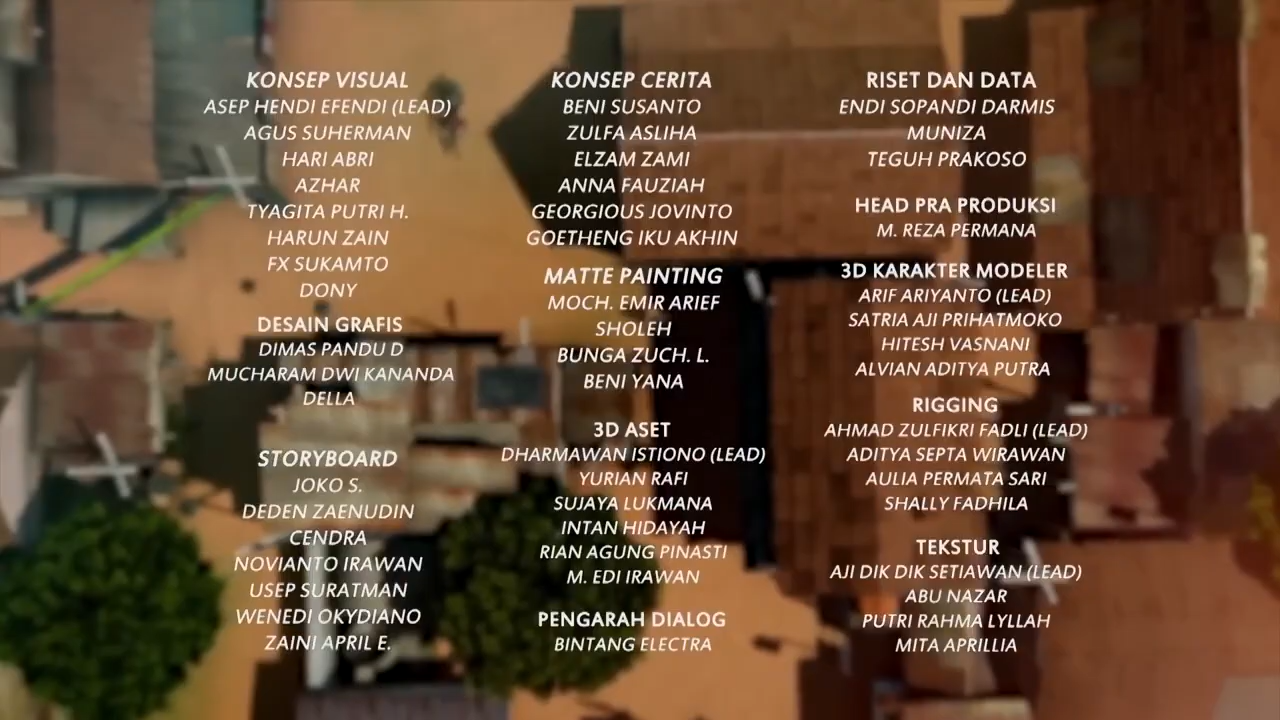 KONSEP VISUAL
ASEP HENDI EFENDI (LEAD)
AGUS SUHERMAN
HARI ABRI
AZHAR
TYAGITA PUTRI H.
HARUN ZAIN
FX SUKAMTO
DONY
DESAIN GRAFIS
DIMAS PANDU D
MUCHARAM DWI KANANDA
DELLA
STORYBOARD
JOKO S.
DEDEN ZAENUDIN
CENDRA
NOVIANTO IRAWAN
USEP SURATMAN
WENEDI OKYDIANO
ZAINI APRIL E.
KONSEP CERITA
BENI SUSANTO
ZULFA ASLIHA
ELZAM ZAMI
ANNA FAUZIAH
GEORGIOUS JOVINTO
GOETHENG IKU AKHIN
MATTE PAINTING
MOCH. EMIR ARIEF
SHOLEH
BUNGA ZUCH. L.
BENI YANA
3D ASET
DHARMAWAN ISTIONO (LEAD)
YURIAN RAFI
SUJAYA LUKMANA
INTAN HIDAYAH
RIAN AGUNG PINASTI
M. EDI IRAWAN
PENGARAH DIALOG
BINTANG ELECTRA
RISET DAN DATA
ENDI SOPANDI DARMIS
MUNIZA
TEGUH PRAKOSO
HEAD PRA PRODUKSI
M. REZA PERMANA
3D KARAKTER MODELER
ARIF ARIYANTO (LEAD)
SATRIA AJI PRIHATMOKO
HITESH VASNANI
ALVIAN ADITYA PUTRA
RIGGING
AHMAD ZULFIKRI FADLI (LEAD)
ADITYA SEPTA WIRAWAN
AULIA PERMATA SARI
SHALLY FADHILA
TEKSTUR
AJI DIK DIK SETIAWAN (LEAD)
ABU NAZAR
PUTRI RAHMA LYLLAH
MITA APRILLIA